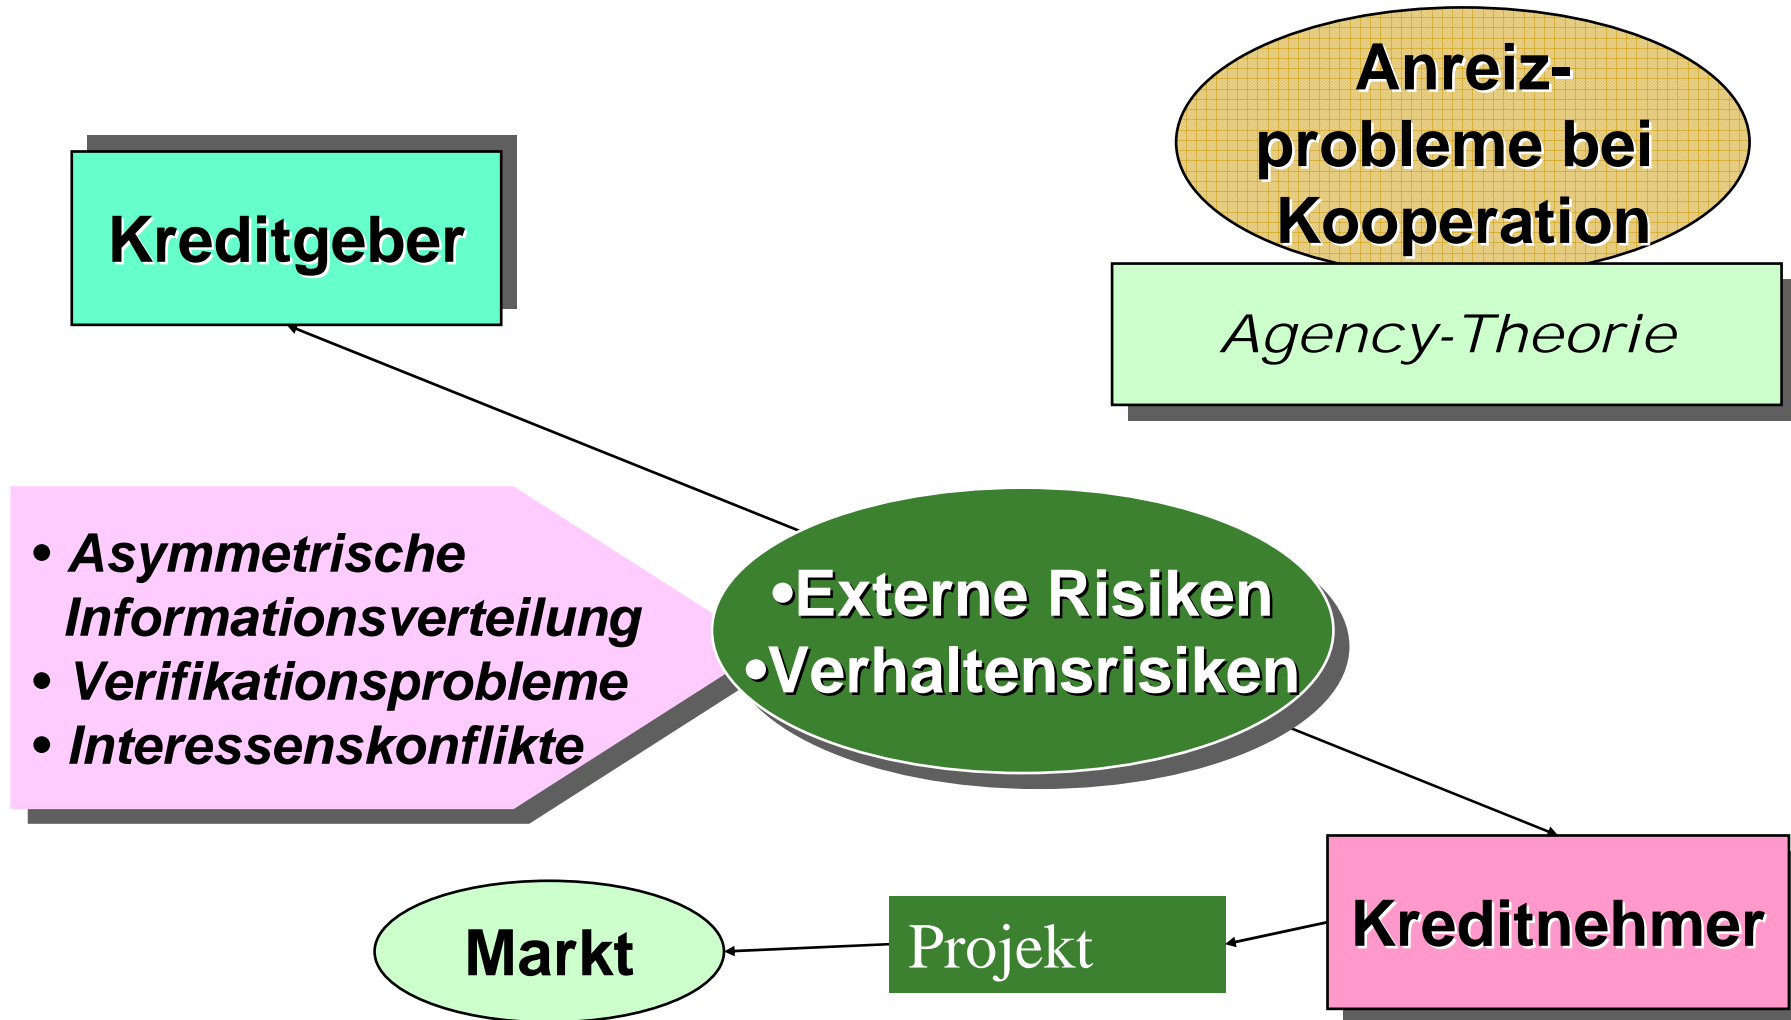 Anreiz-
probleme bei
Kooperation
Kreditgeber
Agency-Theorie
• Asymmetrische
Informationsverteilung
• Verifikationsprobleme
• Interessenskonflikte
•Externe Risiken
•Verhaltensrisiken
Markt
Projekt
Kreditnehmer